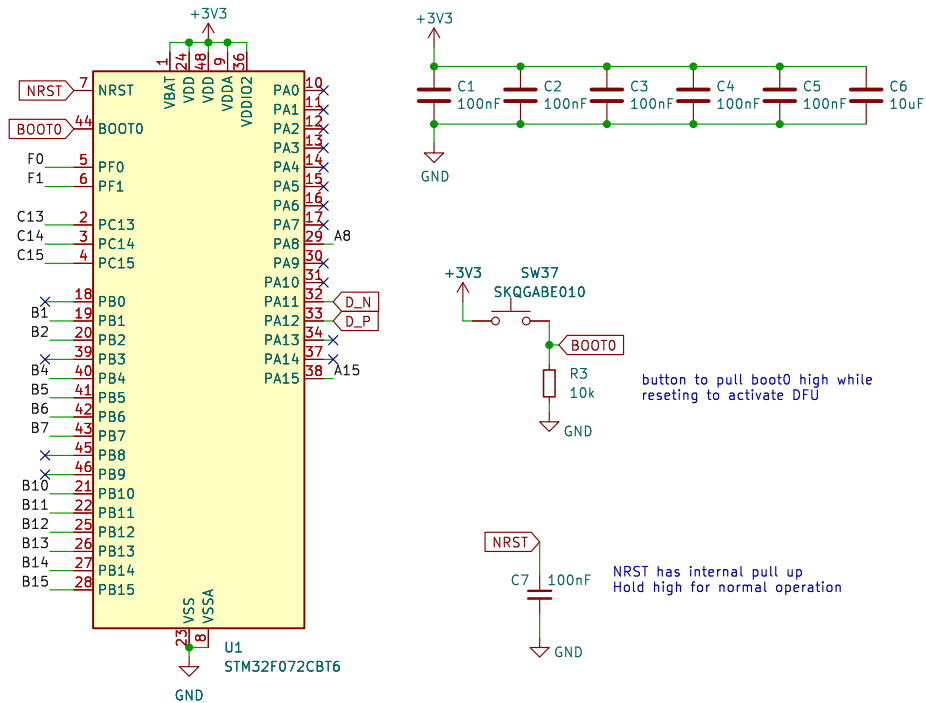 +3V3
1
24
48
9
36
VBAT
VDD
VDD
VDDA
VDDIO2
NRST
7
NRST
BOOT0
44
BOOT0
F0
5
PF0
F1
6
PF1
C13
2
PC13
C14
3
PC14
C15
4
PC15
18
PB0
B1
19
PB1
B2
20
PB2
39
PB3
B4
40
PB4
B5
41
PB5
B6
42
PB6
B7
43
PB7
45
PB8
46
PB9
B10
21
PB10
B11
22
PB11
B12
25
PB12
B13
26
PB13
B14
27
PB14
B15
28
PB15
PA0
10
PA1
11
PA2
12
PA3
13
PA4
14
PA5
15
PA6
16
PA7
17
PA8
29
A8
PA9
30
PA10
31
PA11
32
D_N
PA12
33
D_P
PA13
34
PA14
37
PA15
38
A15
VSS
VSSA
23
8
U1
STM32F072CBT6
GND
+3V3
C1
100nF
C2
100nF
C3
100nF
C4
100nF
C5
100nF
C6
10uF
GND
+3V3
SW37
SKQGABE010
BOOT0
R3
10k
GND
button to pull boot0 high while
reseting to activate DFU
NRST
C7
100nF
GND
NRST has internal pull up
Hold high for normal operation